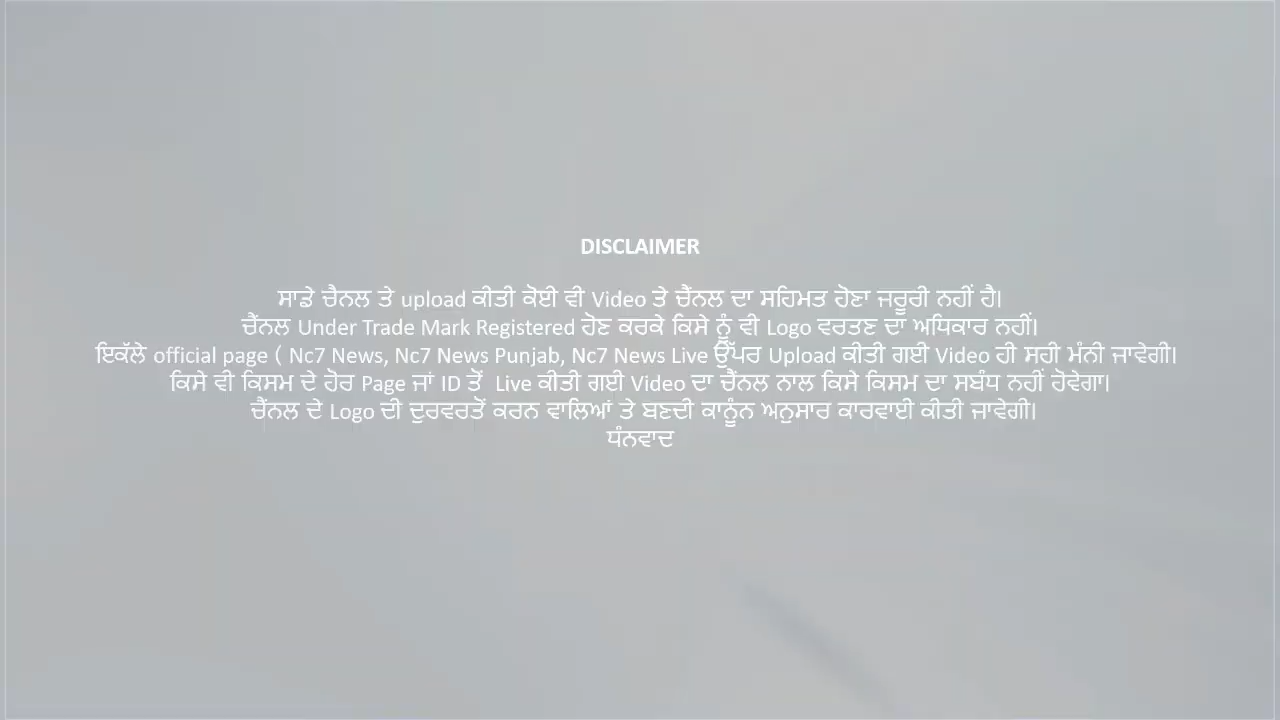 DISCLAIMER
ਸਾਡੇ ਚੈਨਲ ਤੇ upload ਕੀਤੀ ਕੋਈ ਵੀ Video ਤੇ ਚੈੱਨਲ ਦਾ ਸਹਿਮਤ ਹੋਣਾ ਜਰੂਰੀ ਨਹੀਂ ਹੈ।
ਚੈੱਨਲ Under Trade Mark Registered ਹੋਣ ਕਰਕੇ ਕਿਸੇ ਨੂੰ ਵੀ Logo ਵਰਤਣ ਦਾ ਅਧਿਕਾਰ ਨਹੀਂ।
ਇਕੱਲੇ official page ( Nc7 News, Nc7 News Punjab, Nc7 News Live ਉੱਪਰ Upload ਕੀਤੀ ਗਈ Video ਹੀ ਸਹੀ ਮੰਨੀ ਜਾਵੇਗੀ।
ਕਿਸੇ ਵੀ ਕਿਸਮ ਦੇ ਹੋਰ Page ਜਾਂ ID ਤੋਂ Live ਕੀਤੀ ਗਈ Video ਦਾ ਚੈੱਨਲ ਨਾਲ ਕਿਸੇ ਕਿਸਮ ਦਾ ਸਬੰਧ ਨਹੀਂ ਹੋਵੇਗਾ।
ਚੈੱਨਲ ਦੇ Logo ਦੀ ਦੁਰਵਰਤੋਂ ਕਰਨ ਵਾਲਿਆਂ ਤੇ ਬਣਦੀ ਕਾਨੂੰਨ ਅਨੁਸਾਰ ਕਾਰਵਾਈ ਕੀਤੀ ਜਾਵੇਗੀ।
ਧੰਨਵਾਦ